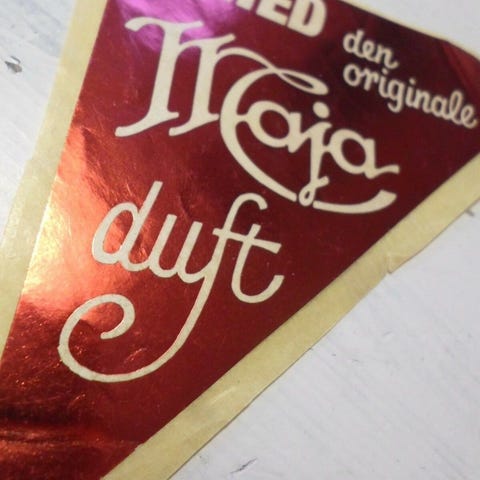 den
originale
Maja
duft